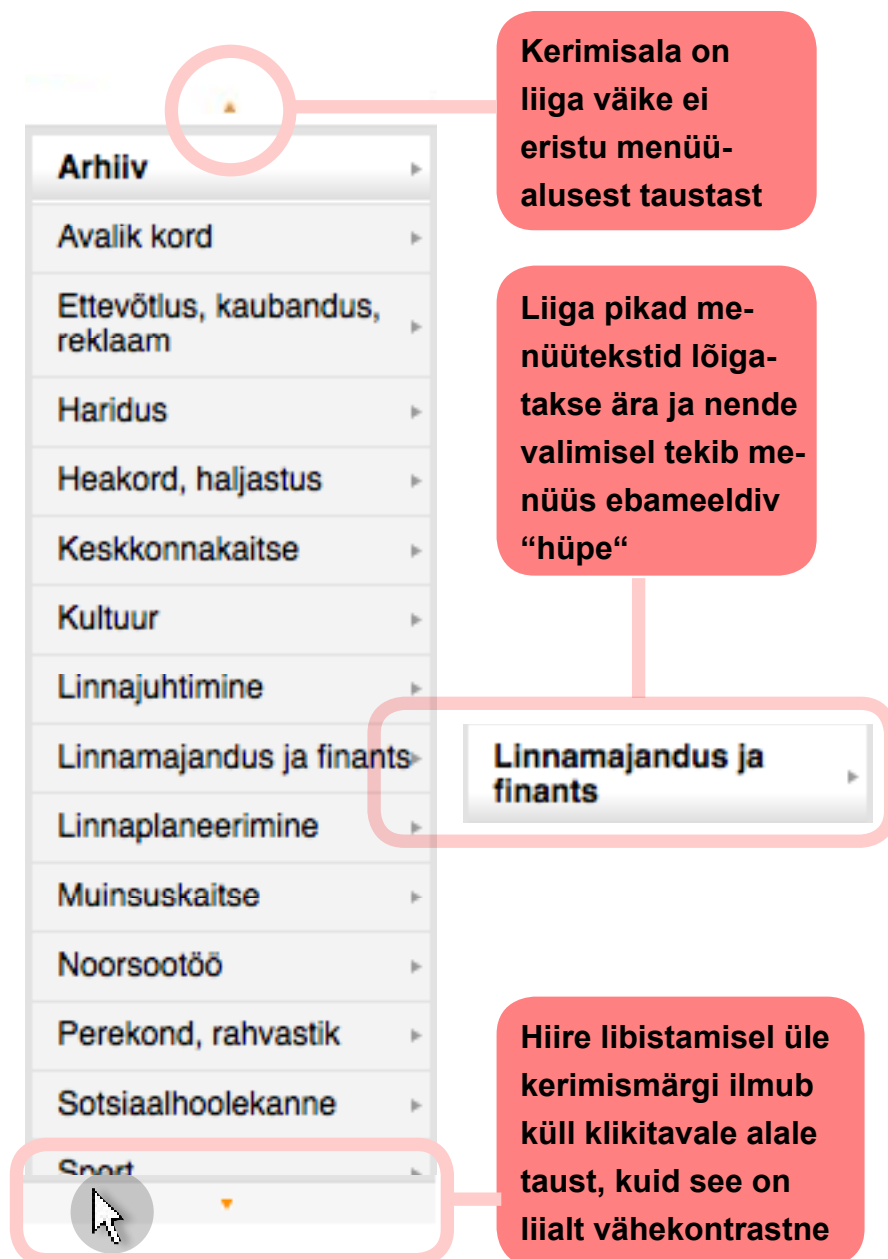 Kerimisala on
liiga väike ei
eristu menüü-
alusest taustast
Arhiiv
Avalik kord
Ettevõtlus, kaubandus,
reklaam
Haridus
Heakord, haljastus
Keskkonnakaitse
Kultuur
Linnajuhtimine
Linnamajandus ja finants
Linnaplaneerimine
Muinsuskaitse
Noorsootöö
Perekond, rahvastik
Sotsiaalhoolekanne
Sport
Liiga pikad me-
nüütekstid lõiga-
takse ära ja nende
valimisel tekib me-
nüüs ebameeldiv
“hüpe“
Linnamajandus ja
finants
Hiire libistamisel üle
kerimismärgi ilmub
küll klikitavale alale
taust, kuid see on
liialt vähekontrastne